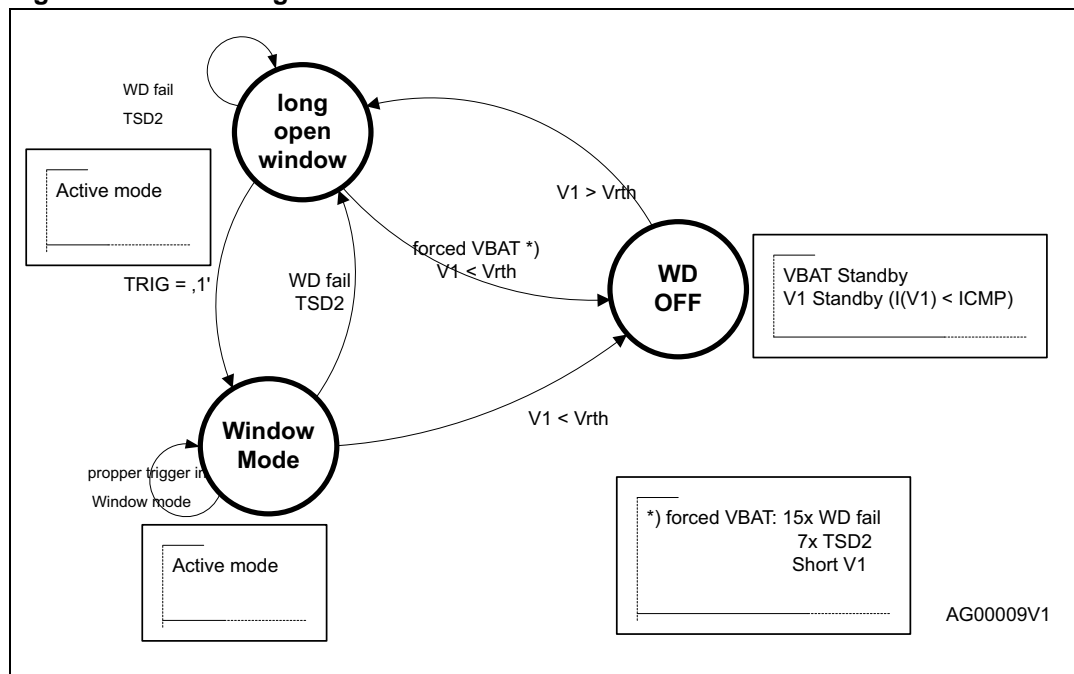 WD fail
TSD2
long
open
window
Active mode
TRIG = ,1'
WD fail
TSD2
forced VBAT *)
V1 < Vrth
V1 > Vrth
WD
OFF
VBAT Standby
V1 Standby (I(V1) < ICMP)
Window
Mode
V1 < Vrth
propper trigger in
Window mode
Active mode
*) forced VBAT: 15x WD fail
7x TSD2
Short V1
AG00009V1